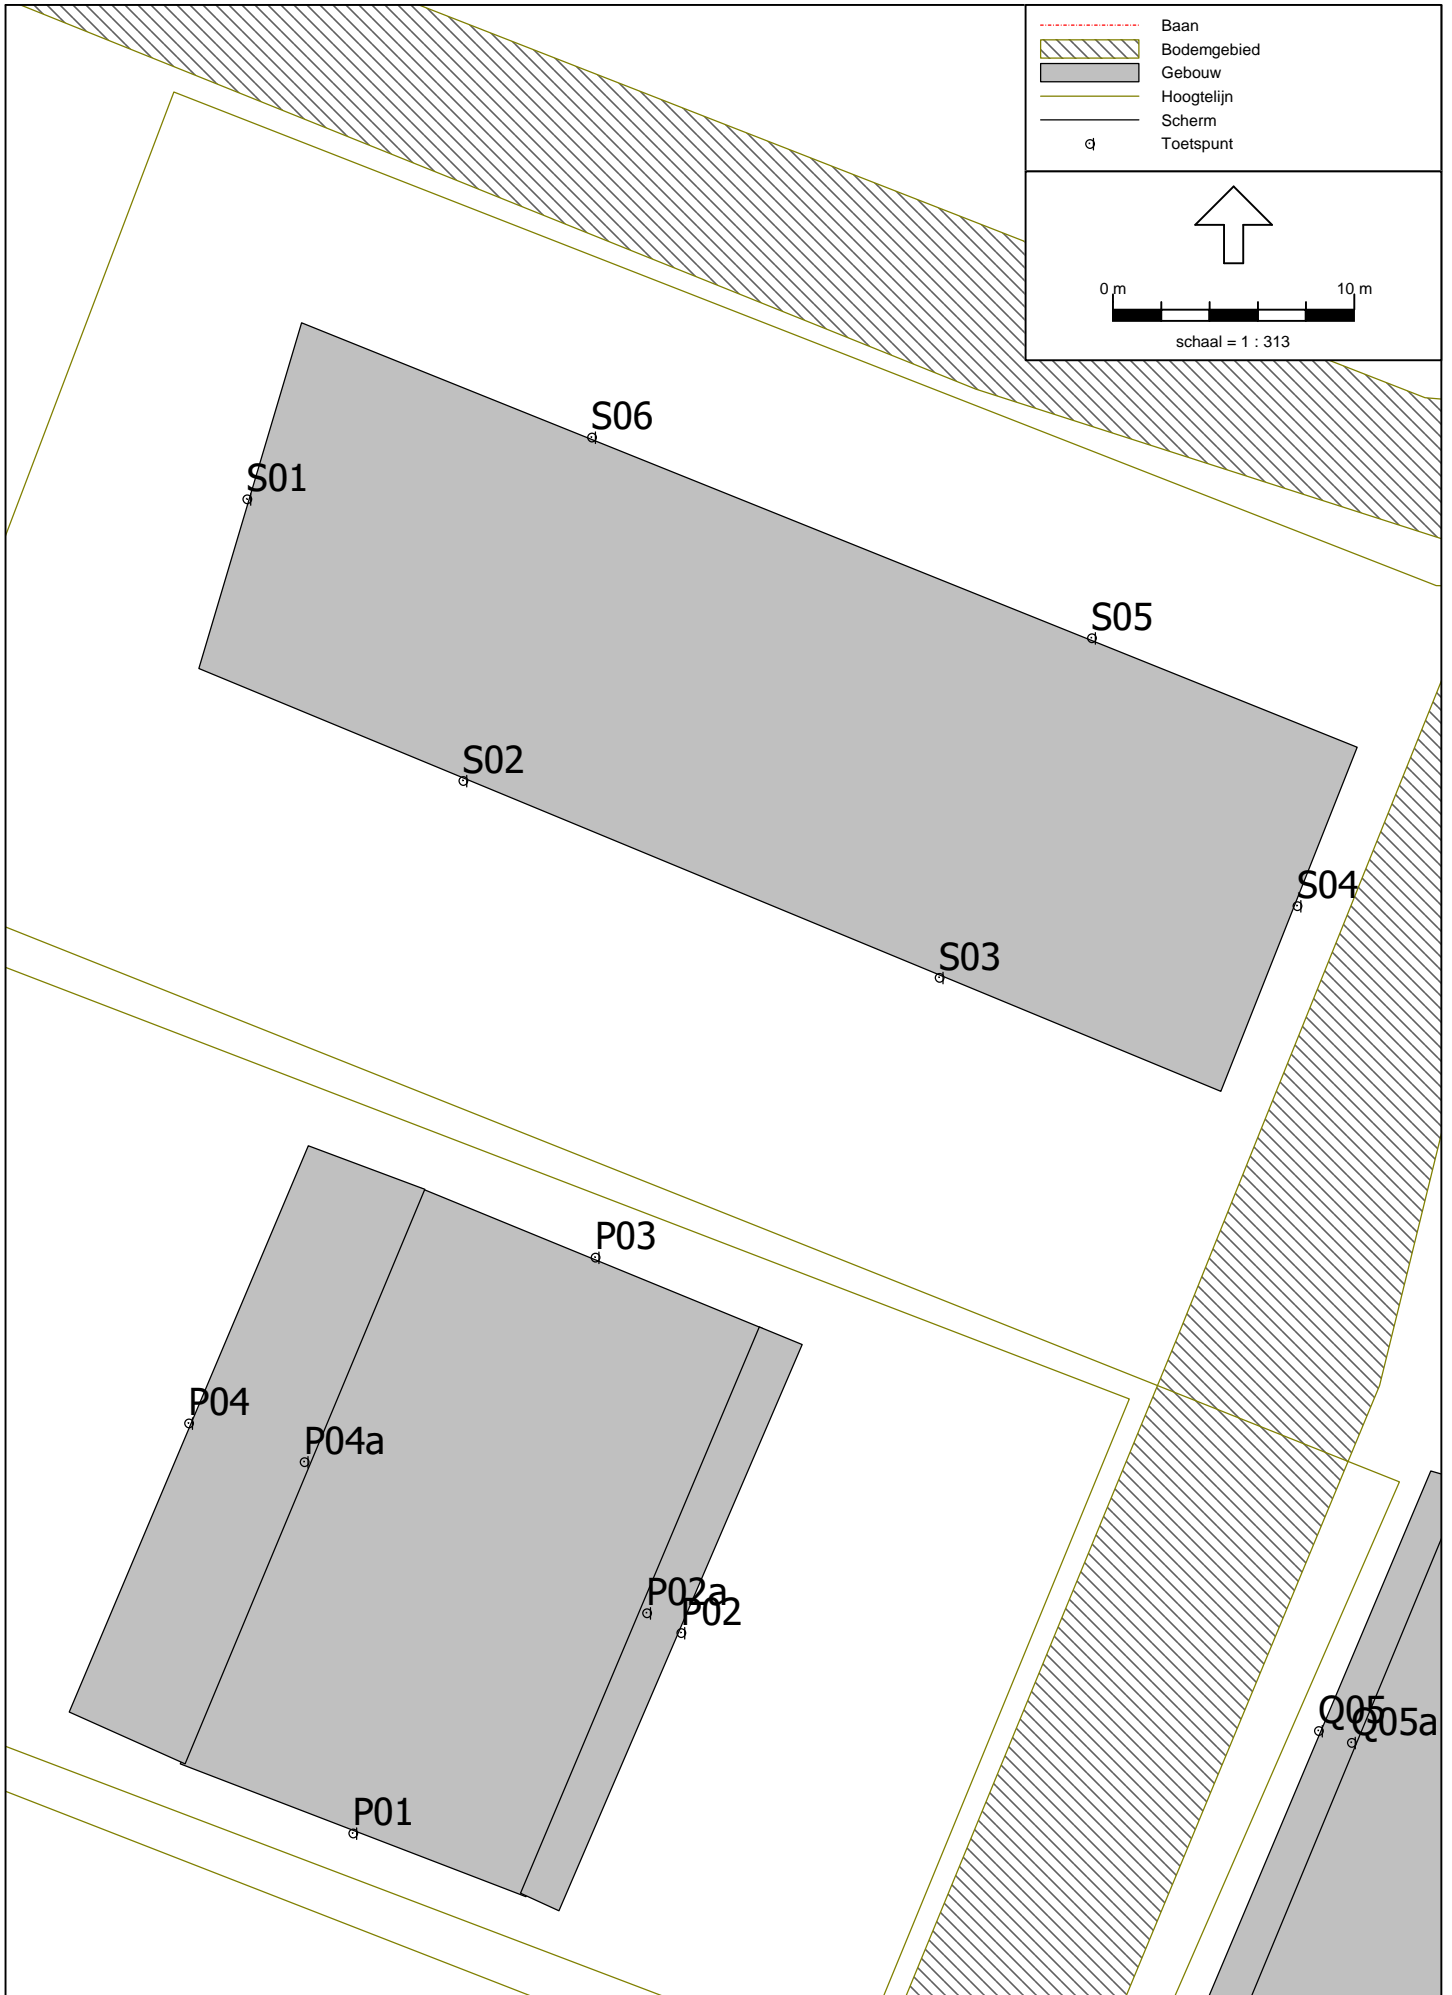 Baan
Bodemgebied
Gebouw
Hoogtelijn
Scherm
Toetspunt
0 m 10 m
schaal = 1 : 313
S06
S01
S05
S02
S04
S03
P03
P04
P04a
P02a
P02
Q05
Q05a
P01